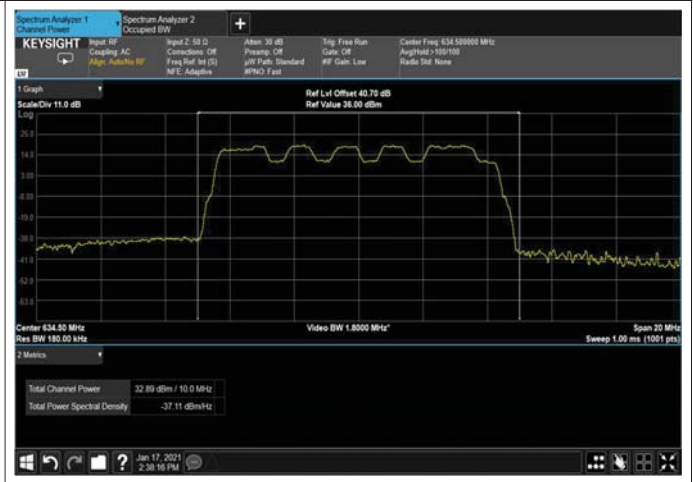 Spectrum Analyzer 1
Channel Power
Spectrum Analyzer 2
Occupied BW
+
KEYSIGHT
LM
Input: RF
Coupling: AC
Align: Auto/No RF
Input Z: 50 Ω
Corrections: Off
Freq Ref: Int (S)
NFE: Adaptive
Atten: 30 dB
Preamp: Off
µW Path: Standard
#PNO: Fast
Trig: Free Run
Gate: Off
#IF Gain: Low
Center Freq: 634.500000 MHz
Avg|Hold:>100/100
Radio Std: None
1 Graph
Scale/Div 11.0 dB
Ref Lvl Offset 40.70 dB
Ref Value 36.00 dBm
Log
25.0
14.0
3.00
-8.00
-19.0
-30.0
-41.0
-52.0
-63.0
Center 634.50 MHz
Res BW 180.00 kHz
Video BW 1.8000 MHz*
Span 20 MHz
Sweep 1.00 ms (1001 pts)
2 Metrics
Total Channel Power 32.89 dBm / 10.0 MHz
Total Power Spectral Density -37.11 dBm/Hz
?
Jan 17, 2021
2:38:16 PM